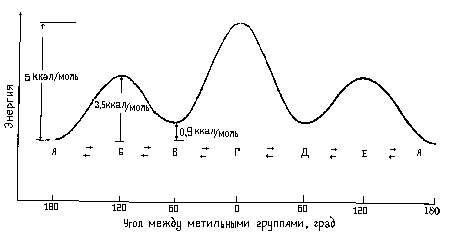 Энергия
5 ккал/моль
3,5ккал/моль
0,9 ккал/моль
А ⇄ Б ⇄ В ⇄ Г ⇄ Д ⇄ Е ⇄ А
180 120 60 0 60 120 180
Угол между метильными группами, град